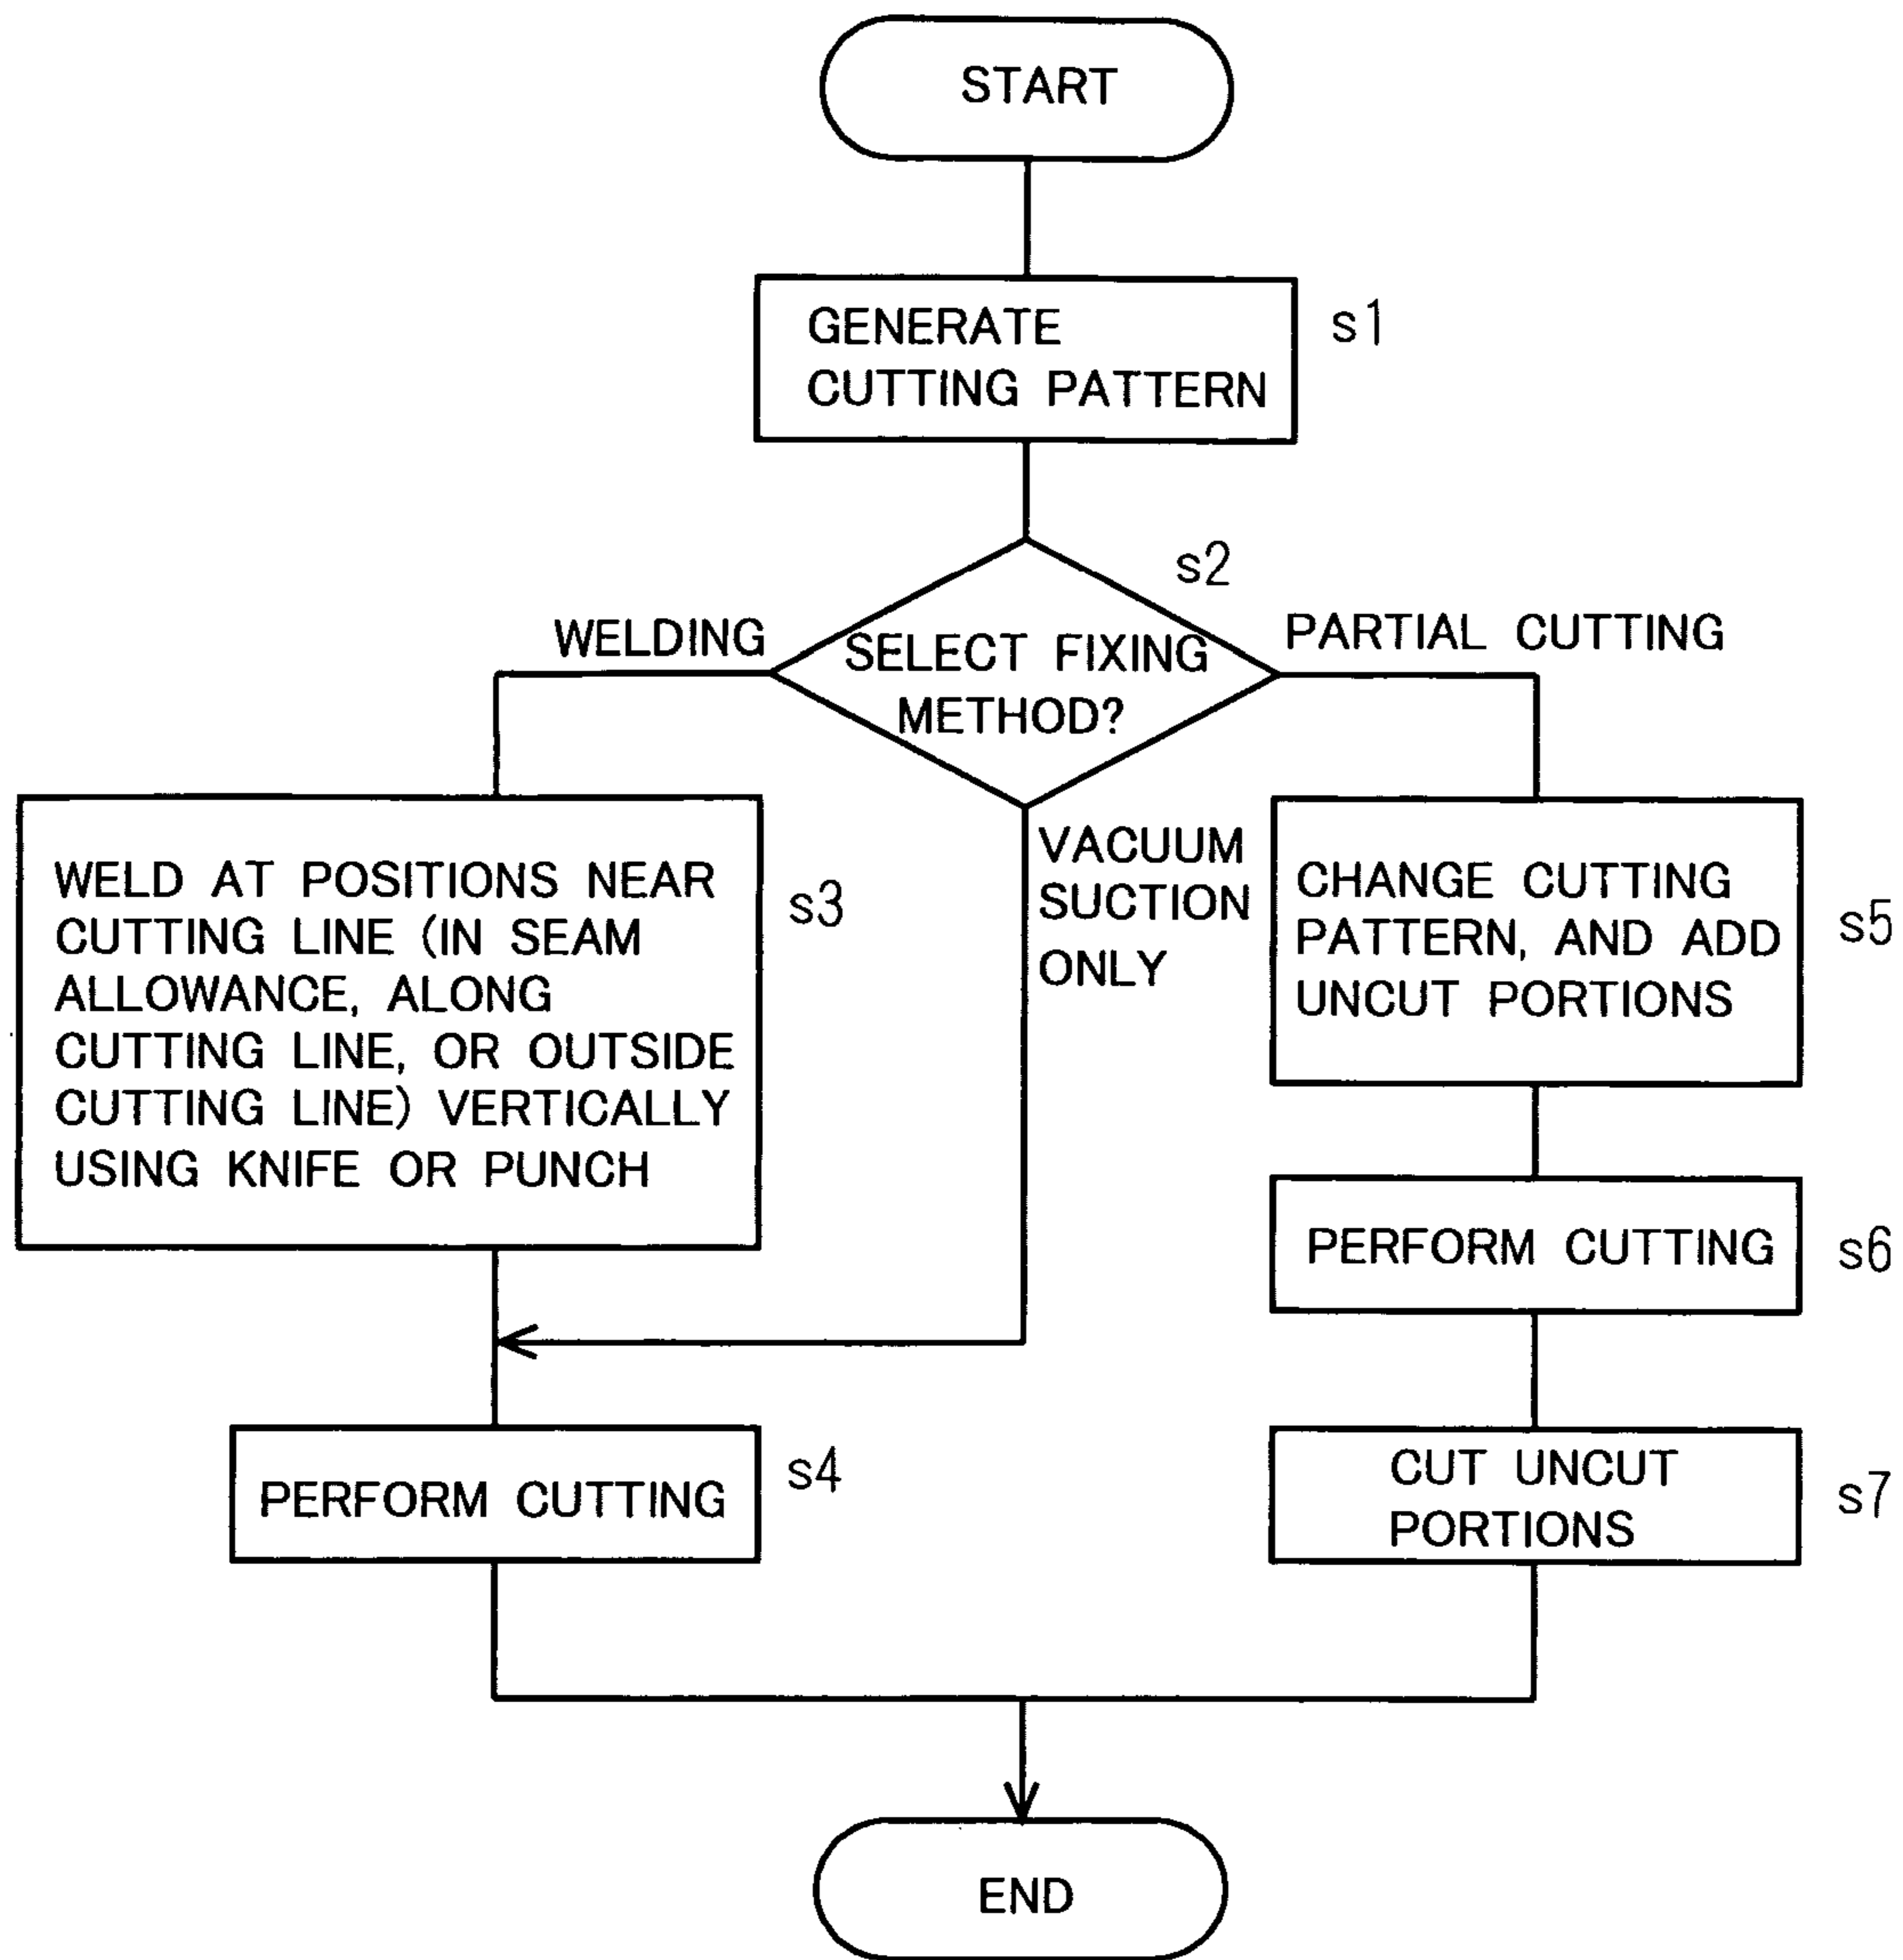 START
GENERATE
CUTTING PATTERN
s1
s2
SELECT FIXING
METHOD?
WELDING
PARTIAL CUTTING
VACUUM
SUCTION
ONLY
WELD AT POSITIONS NEAR
CUTTING LINE (IN SEAM
ALLOWANCE, ALONG
CUTTING LINE, OR OUTSIDE
CUTTING LINE) VERTICALLY
USING KNIFE OR PUNCH
s3
PERFORM CUTTING
s4
CHANGE CUTTING
PATTERN, AND ADD
UNCUT PORTIONS
s5
PERFORM CUTTING
s6
CUT UNCUT
PORTIONS
s7
END